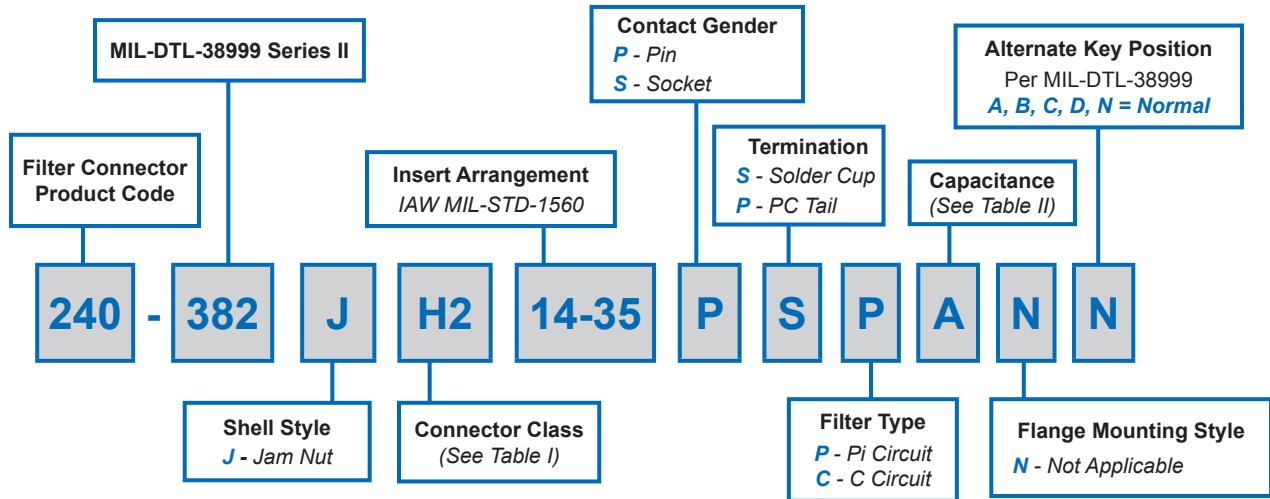 MIL-DTL-38999 Series II
Contact Gender
P - Pin
S - Socket
Alternate Key Position
Per MIL-DTL-38999
A, B, C, D, N = Normal
Filter Connector
Product Code
Insert Arrangement
IAW MIL-STD-1560
Termination
S - Solder Cup
P - PC Tail
Capacitance
(See Table II)
240 - 382 J H2 14-35 P S P A N N
Shell Style
J - Jam Nut
Connector Class
(See Table I)
Filter Type
P - Pi Circuit
C - C Circuit
Flange Mounting Style
N - Not Applicable